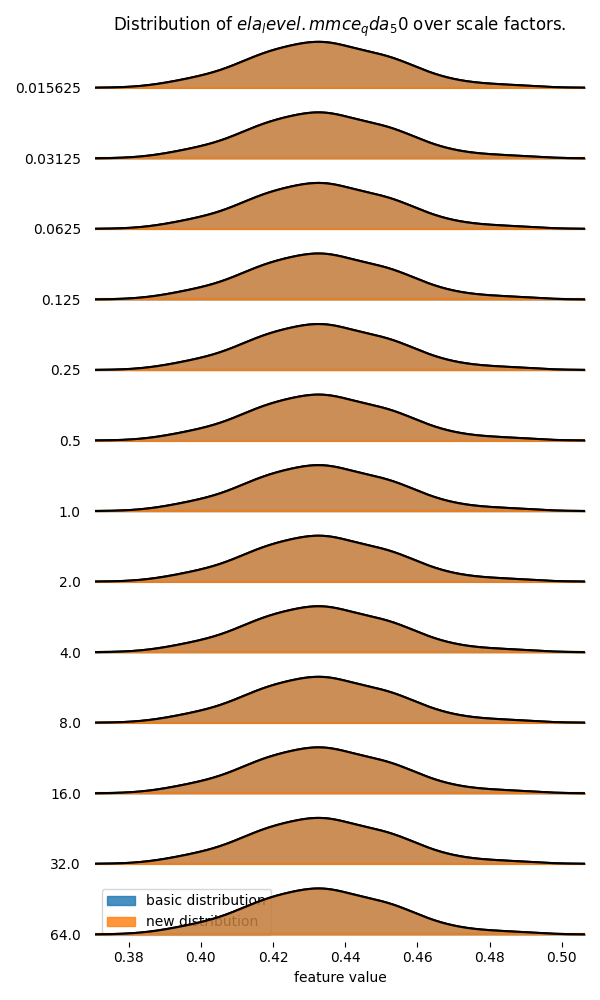 Distribution of elaₗevel.mmce_qda₅0 over scale factors.
0.015625
0.03125
0.0625
0.125
0.25
0.5
1.0
2.0
4.0
8.0
16.0
32.0
64.0
basic distribution
new distribution
0.38 0.40 0.42 0.44 0.46 0.48 0.50
feature value